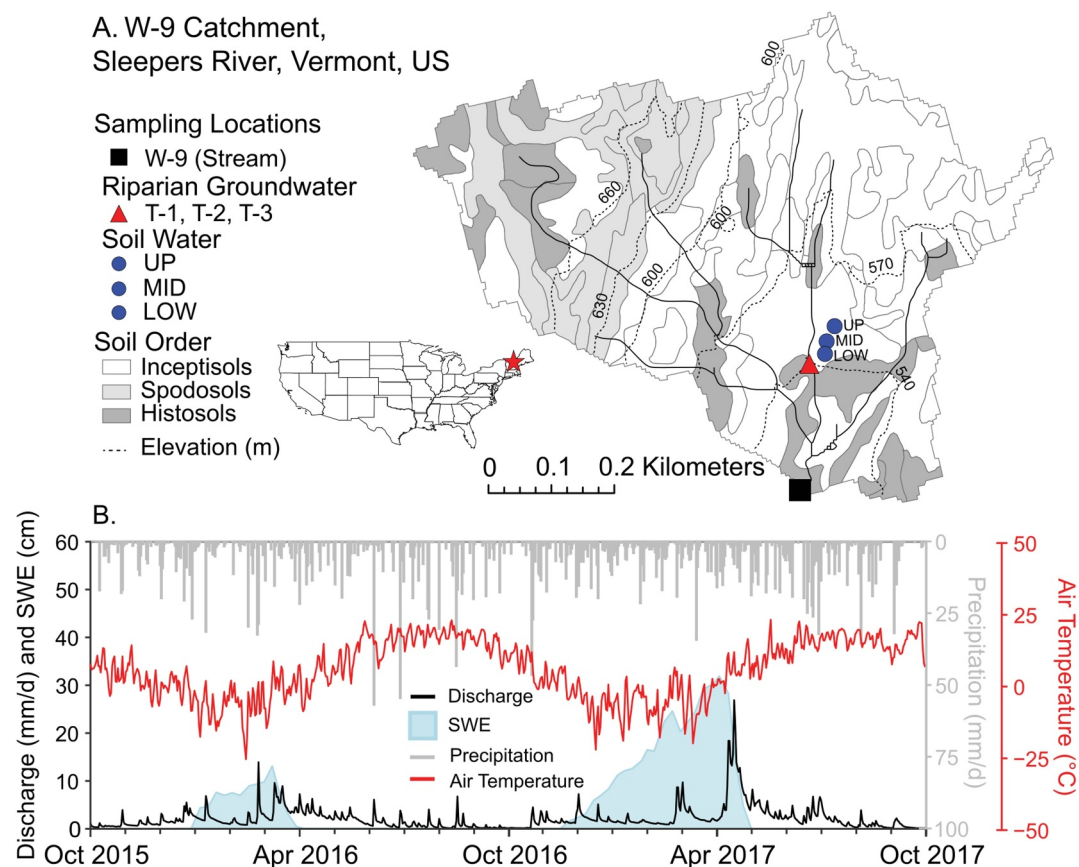 A. W-9 Catchment,
Sleepers River, Vermont, US
Sampling Locations
W-9 (Stream)
Riparian Groundwater
T-1, T-2, T-3
Soil Water
UP
MID
LOW
Soil Order
Inceptisols
Spodosols
Histosols
Elevation (m)
0 0.1 0.2 Kilometers
600
660
600
600
630
570
540
UP
MID
LOW
B.
Discharge (mm/d) and SWE (cm)
60
50
40
30
20
10
0
Oct 2015
Apr 2016
Oct 2016
Apr 2017
Oct 2017
Discharge
SWE
Precipitation
Air Temperature
0
25
50
75
100
Precipitation (mm/d)
50
25
0
−25
−50
Air Temperature (°C)